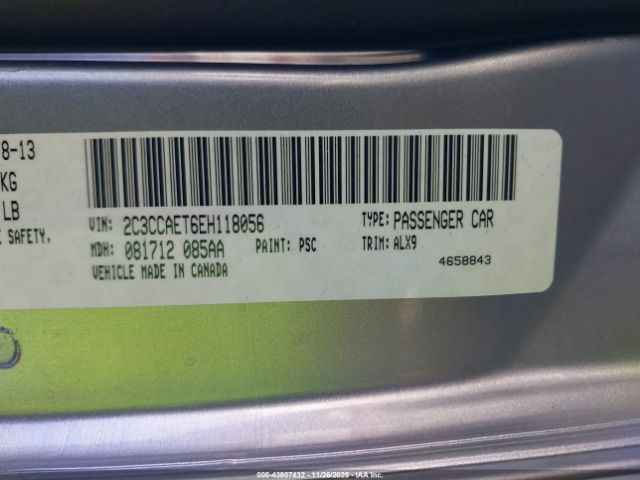 8-13
KG
LB
E SAFETY,
VIN: 2C3CCAET6EH118056 TYPE: PASSENGER CAR
MDH: 081712 085AA PAINT: PSC TRIM: ALX9
VEHICLE MADE IN CANADA 4658843
000-43807432 - 11/26/2025 - IAA Inc.